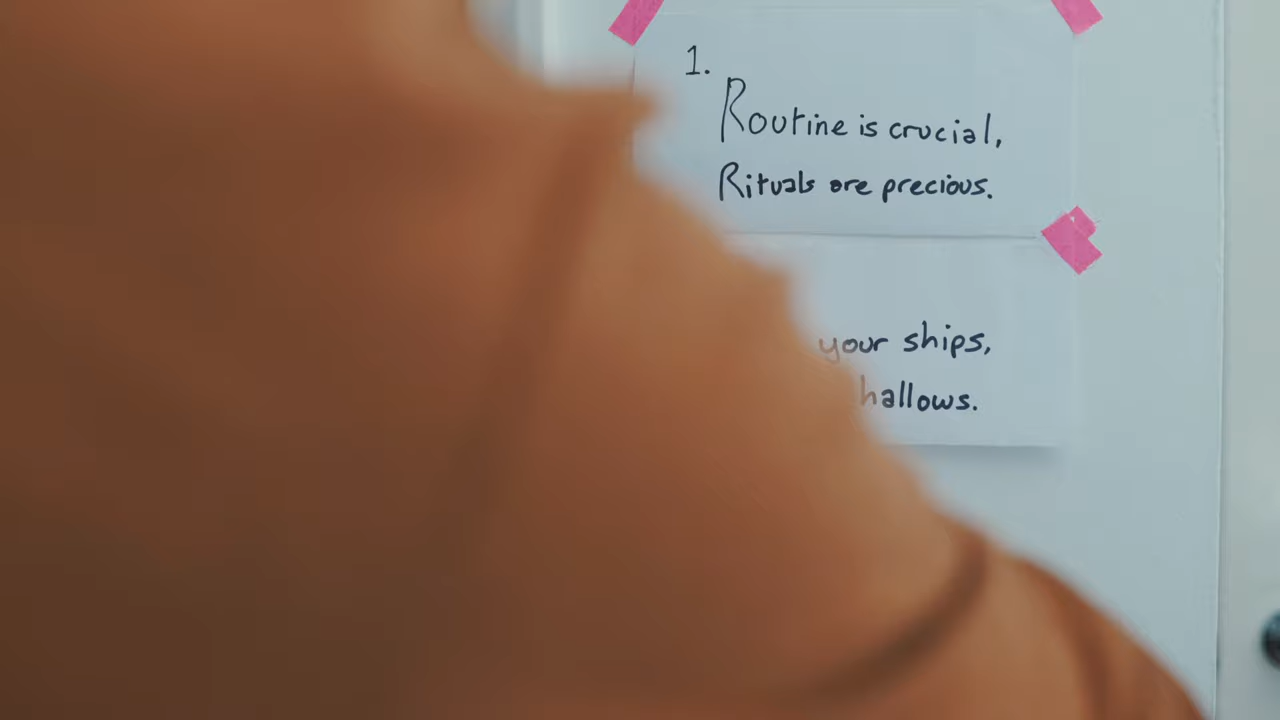 1.
Routine is crucial,
Rituals are precious.
your ships,
hallows.